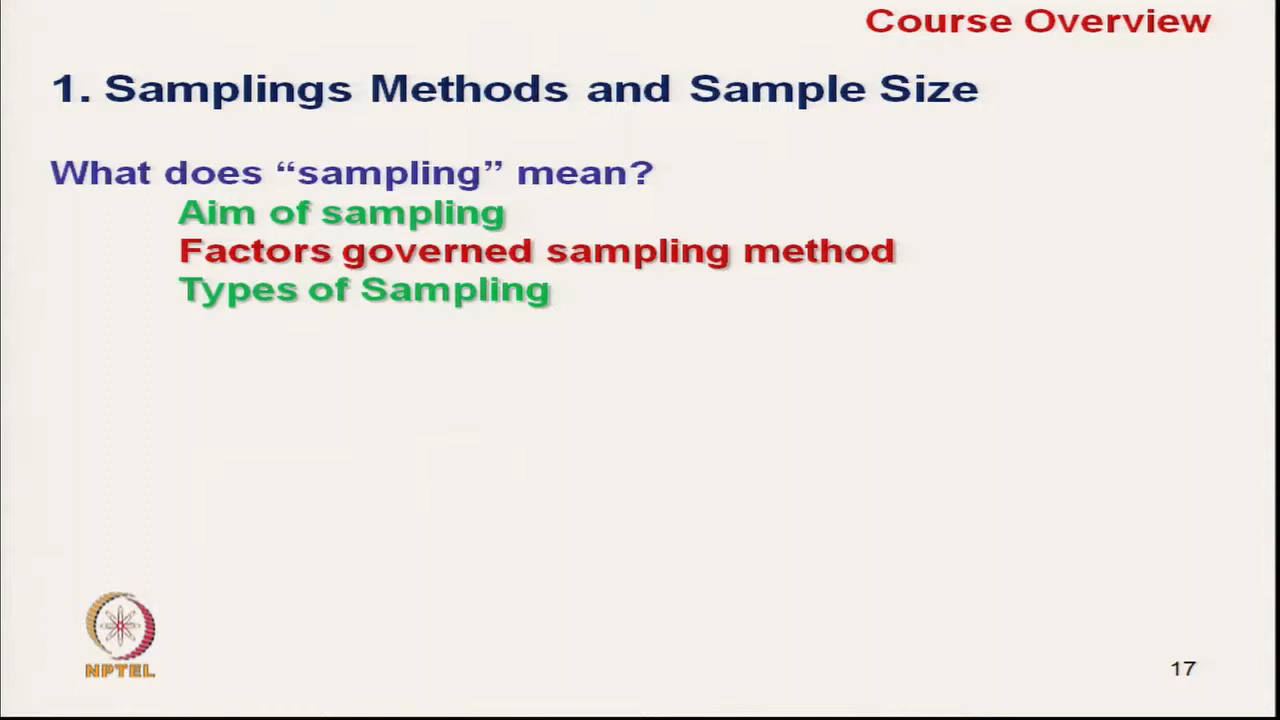 Course Overview
1. Samplings Methods and Sample Size
What does “sampling” mean?
Aim of sampling
Factors governed sampling method
Types of Sampling
NPTEL
17